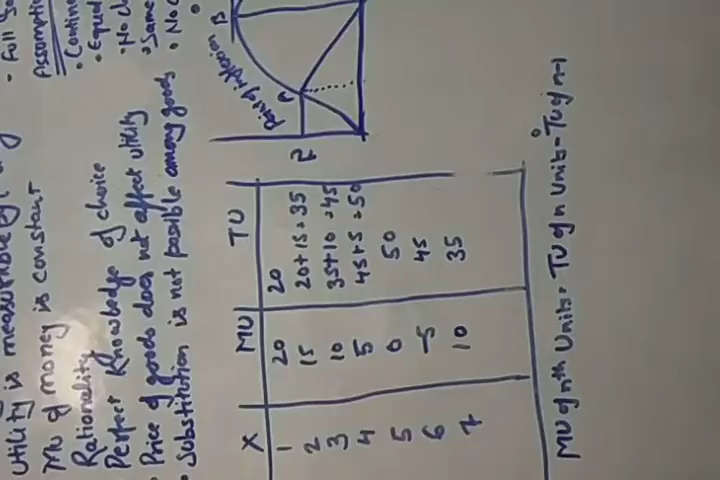 • Full
Assumptio
• Contin
• Equal
• No ch
• Same
• No c
Utility is measurable
MU of money is constant
Rationality
Perfect Knowledge of choice
• Price of goods does not affect utility
• Substitution is not possible among goods
B
Point of inflexion
A
P
X MU TU
1 20 20
2 15 20+15=35
3 10 35+10=45
4 5 45+5=50
5 0 50
6 -5 45
7 10 35
MU of nth Units = TU of n Units - TU of n-1